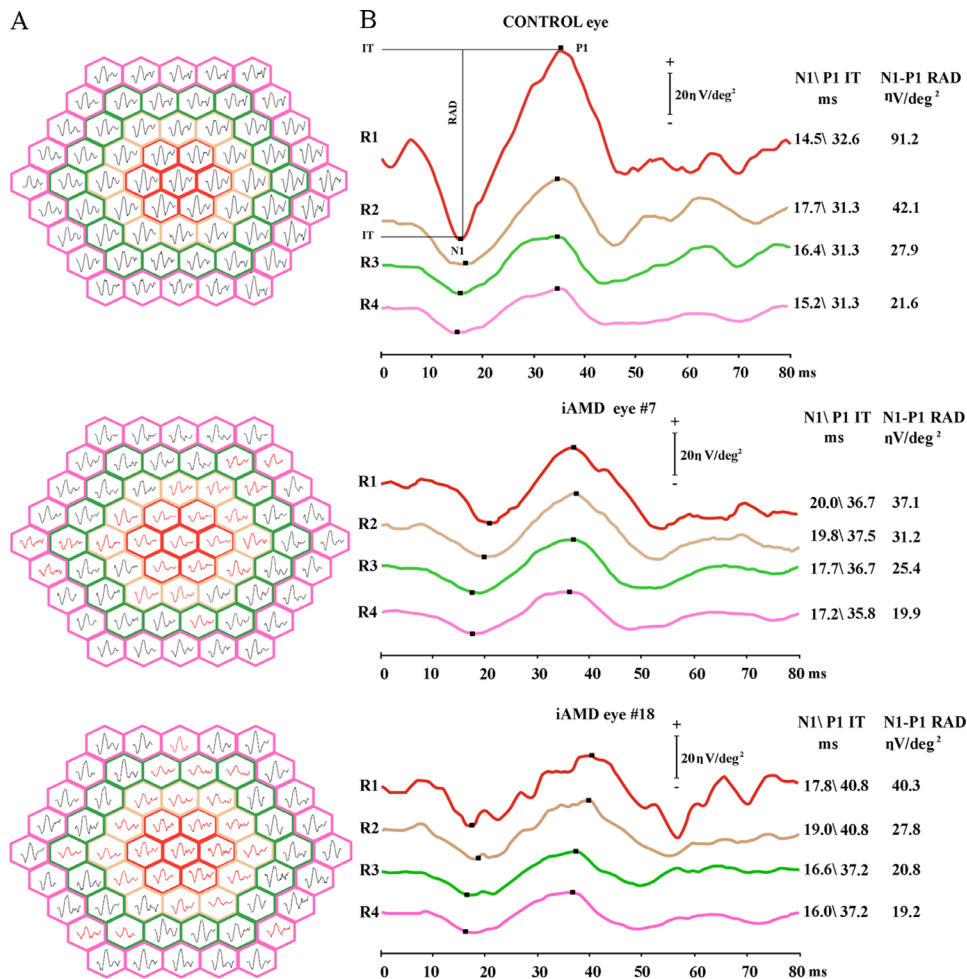 A
B
CONTROL eye
IT
P1
RAD
+
20η V/deg²
-
N1\ P1 IT
ms
N1-P1 RAD
ηV/deg²
R1
14.5\ 32.6
91.2
R2
17.7\ 31.3
42.1
IT
N1
R3
16.4\ 31.3
27.9
R4
15.2\ 31.3
21.6
0 10 20 30 40 50 60 70 80 ms
iAMD eye #7
+
20η V/deg²
-
N1\ P1 IT
ms
N1-P1 RAD
ηV/deg²
R1
20.0\ 36.7
37.1
R2
19.8\ 37.5
31.2
R3
17.7\ 36.7
25.4
R4
17.2\ 35.8
19.9
0 10 20 30 40 50 60 70 80 ms
iAMD eye #18
+
20η V/deg²
-
N1\ P1 IT
ms
N1-P1 RAD
ηV/deg²
R1
17.8\ 40.8
40.3
R2
19.0\ 40.8
27.8
R3
16.6\ 37.2
20.8
R4
16.0\ 37.2
19.2
0 10 20 30 40 50 60 70 80 ms